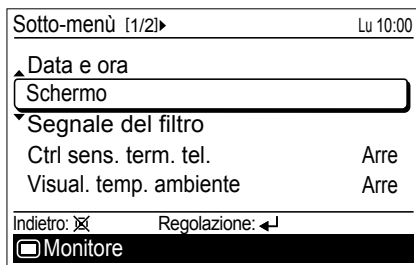 Sotto-menù [1/2]▸ Lu 10:00
Data e ora
Schermo
Segnale del filtro
Ctrl sens. term. tel. Arre
Visual. temp. ambiente Arre
Indietro: Regolazione:
Monitore